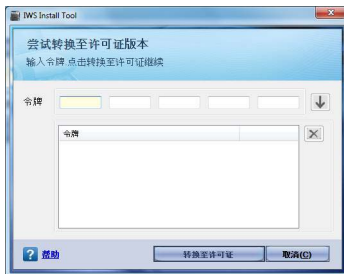 IWS Install Tool
尝试转换至许可证版本
输入令牌.点击转换至许可证继续
令牌
令牌
帮助
转换至许可证
取消(C)